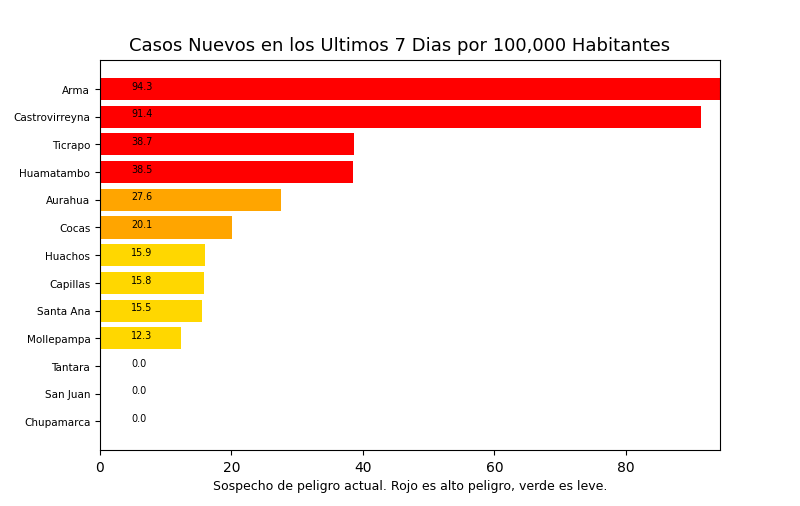 Casos Nuevos en los Ultimos 7 Dias por 100,000 Habitantes
Arma 94.3
Castrovirreyna 91.4
Ticrapo 38.7
Huamatambo 38.5
Aurahua 27.6
Cocas 20.1
Huachos 15.9
Capillas 15.8
Santa Ana 15.5
Mollepampa 12.3
Tantara 0.0
San Juan 0.0
Chupamarca 0.0
0 20 40 60 80
Sospecho de peligro actual. Rojo es alto peligro, verde es leve.